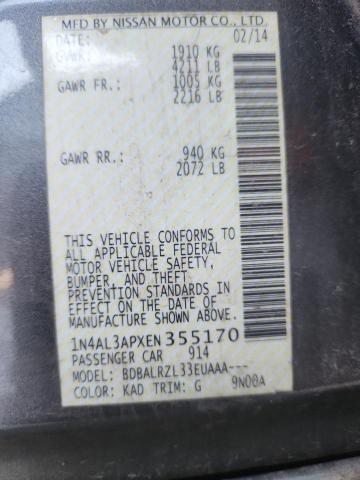 MFD BY NISSAN MOTOR CO., LTD.
DATE: 02/14
GVWR: 1910 KG
4211 LB
GAWR FR.: 1005 KG
2216 LB
GAWR RR.: 940 KG
2072 LB
THIS VEHICLE CONFORMS TO
ALL APPLICABLE FEDERAL
MOTOR VEHICLE SAFETY,
BUMPER, AND THEFT
PREVENTION STANDARDS IN
EFFECT ON THE DATE OF
MANUFACTURE SHOWN ABOVE.
1N4AL3APXEN355170
PASSENGER CAR 914
MODEL: BDBALRZL33EUAAA---
COLOR: KAD TRIM: G 9N00A